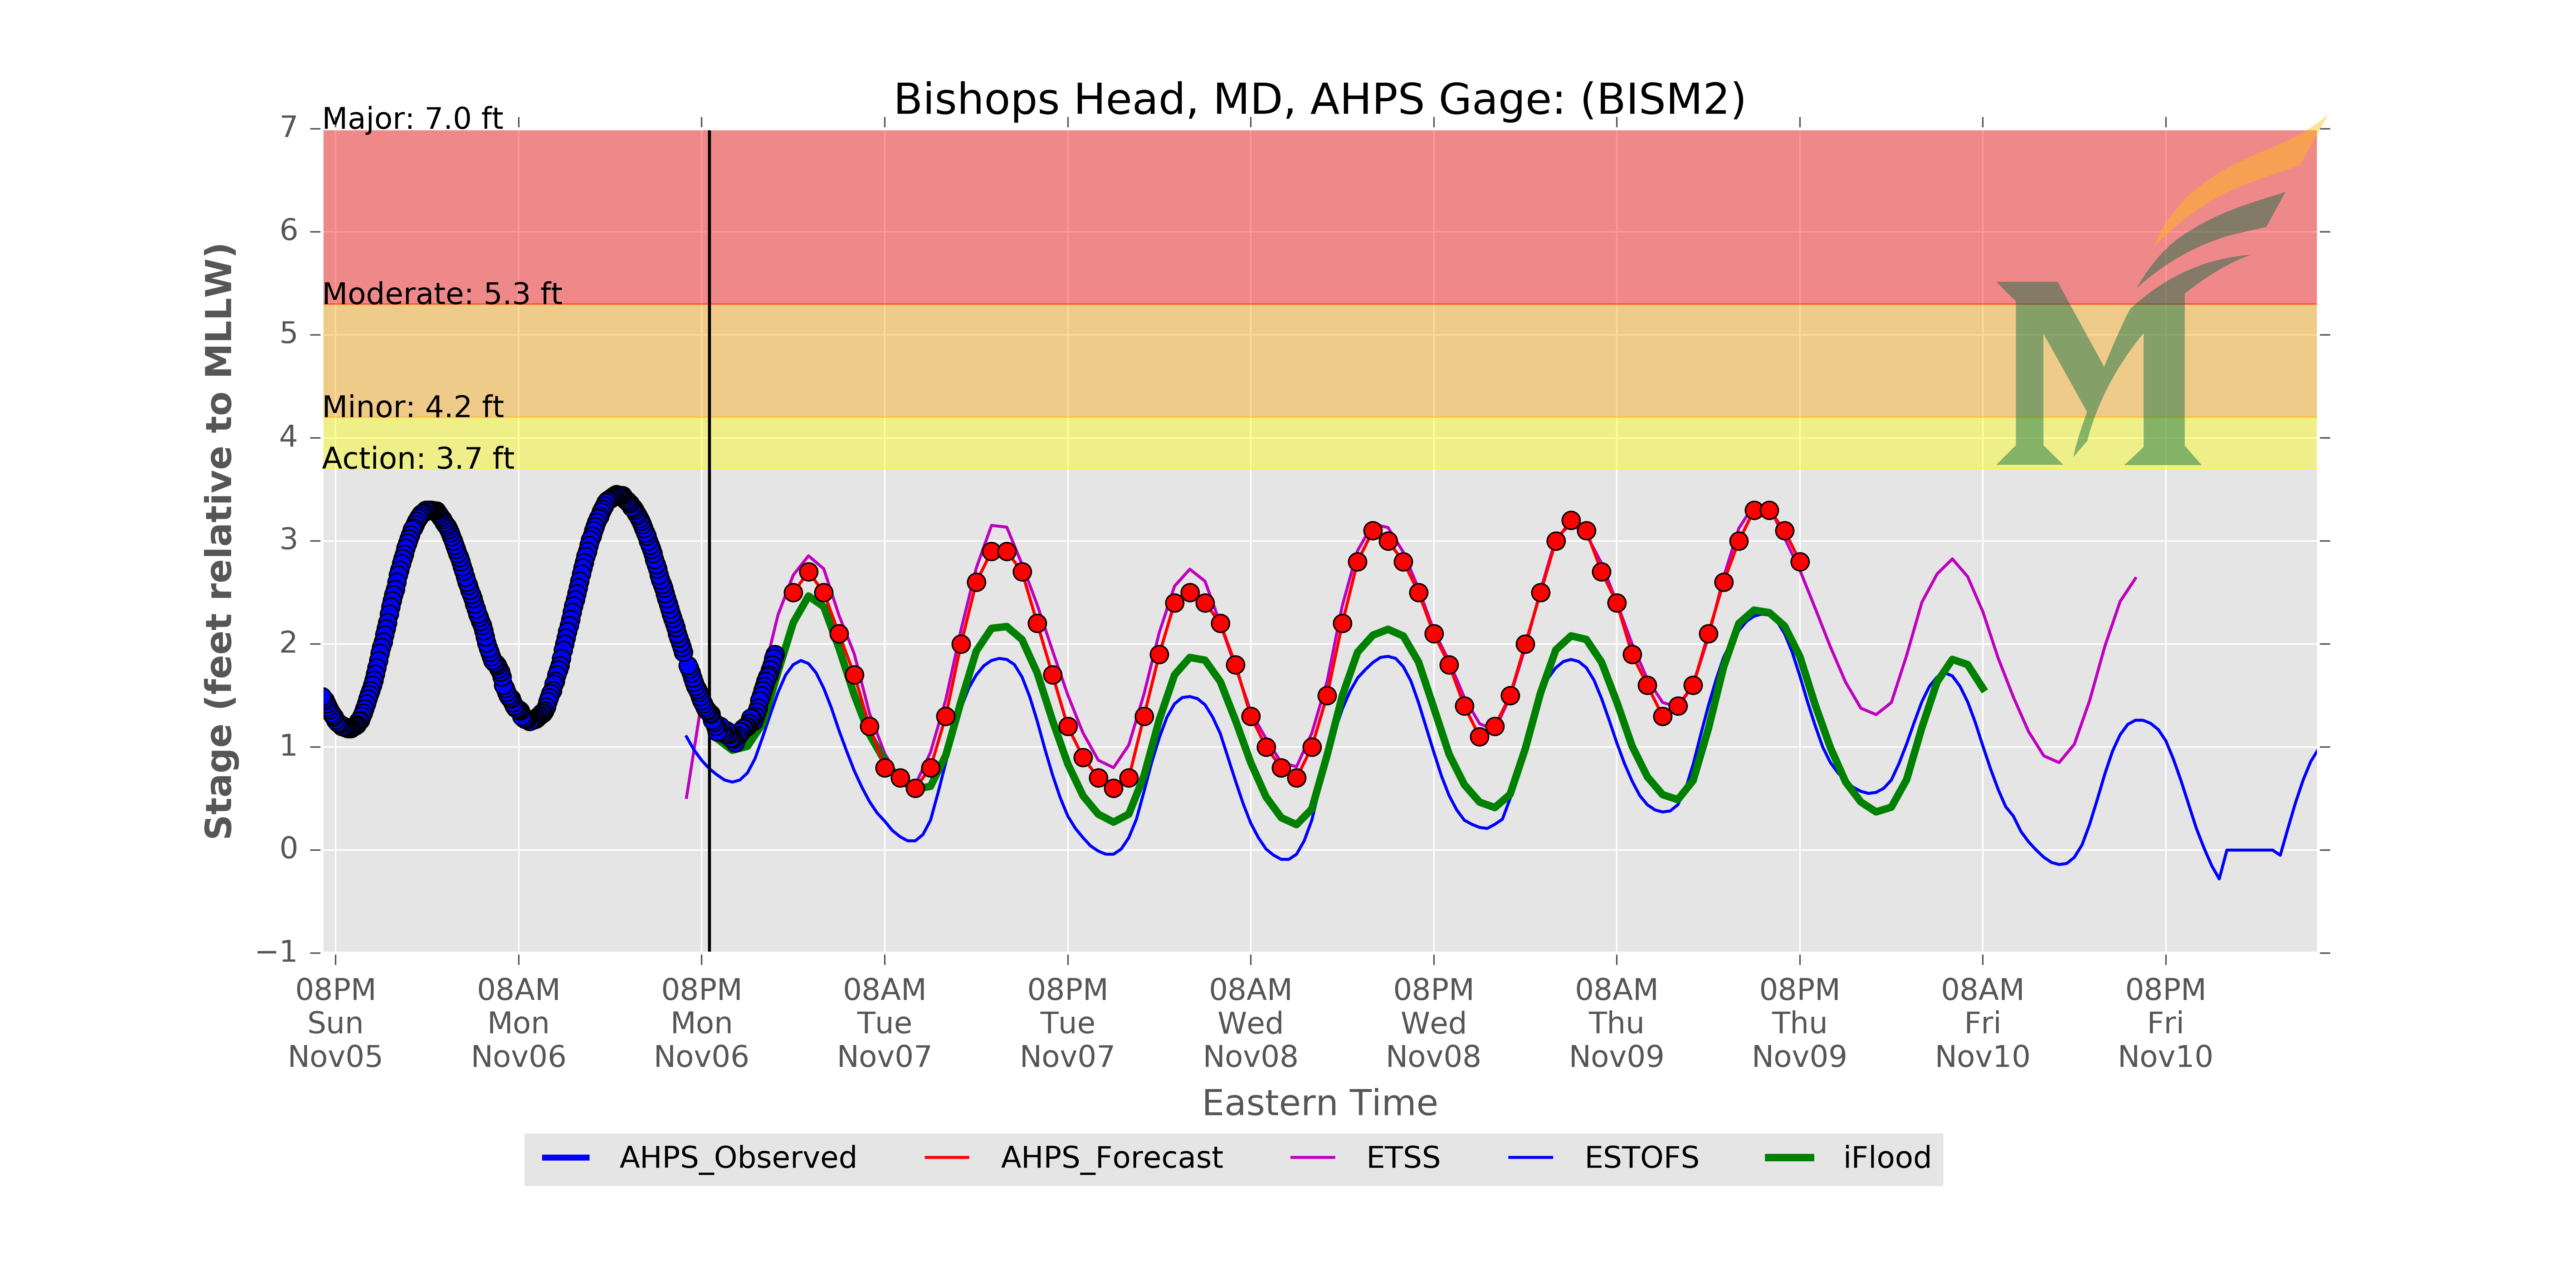 Bishops Head, MD, AHPS Gage: (BISM2)
Major: 7.0 ft
Moderate: 5.3 ft
Minor: 4.2 ft
Action: 3.7 ft
Stage (feet relative to MLLW)
7
6
5
4
3
2
1
0
−1
08PM Sun Nov05
08AM Mon Nov06
08PM Mon Nov06
08AM Tue Nov07
08PM Tue Nov07
08AM Wed Nov08
08PM Wed Nov08
08AM Thu Nov09
08PM Thu Nov09
08AM Fri Nov10
08PM Fri Nov10
Eastern Time
AHPS_Observed AHPS_Forecast ETSS ESTOFS iFlood
M